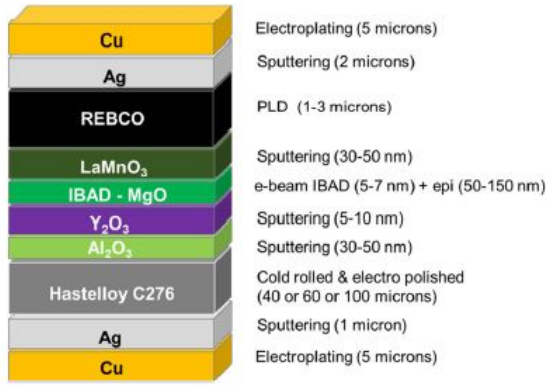 Cu Electroplating (5 microns)
Ag Sputtering (2 microns)
REBCO PLD (1-3 microns)
LaMnO₃ Sputtering (30-50 nm)
IBAD - MgO e-beam IBAD (5-7 nm) + epi (50-150 nm)
Y₂O₃ Sputtering (5-10 nm)
Al₂O₃ Sputtering (30-50 nm)
Hastelloy C276 Cold rolled & electro polished
(40 or 60 or 100 microns)
Ag Sputtering (1 micron)
Cu Electroplating (5 microns)